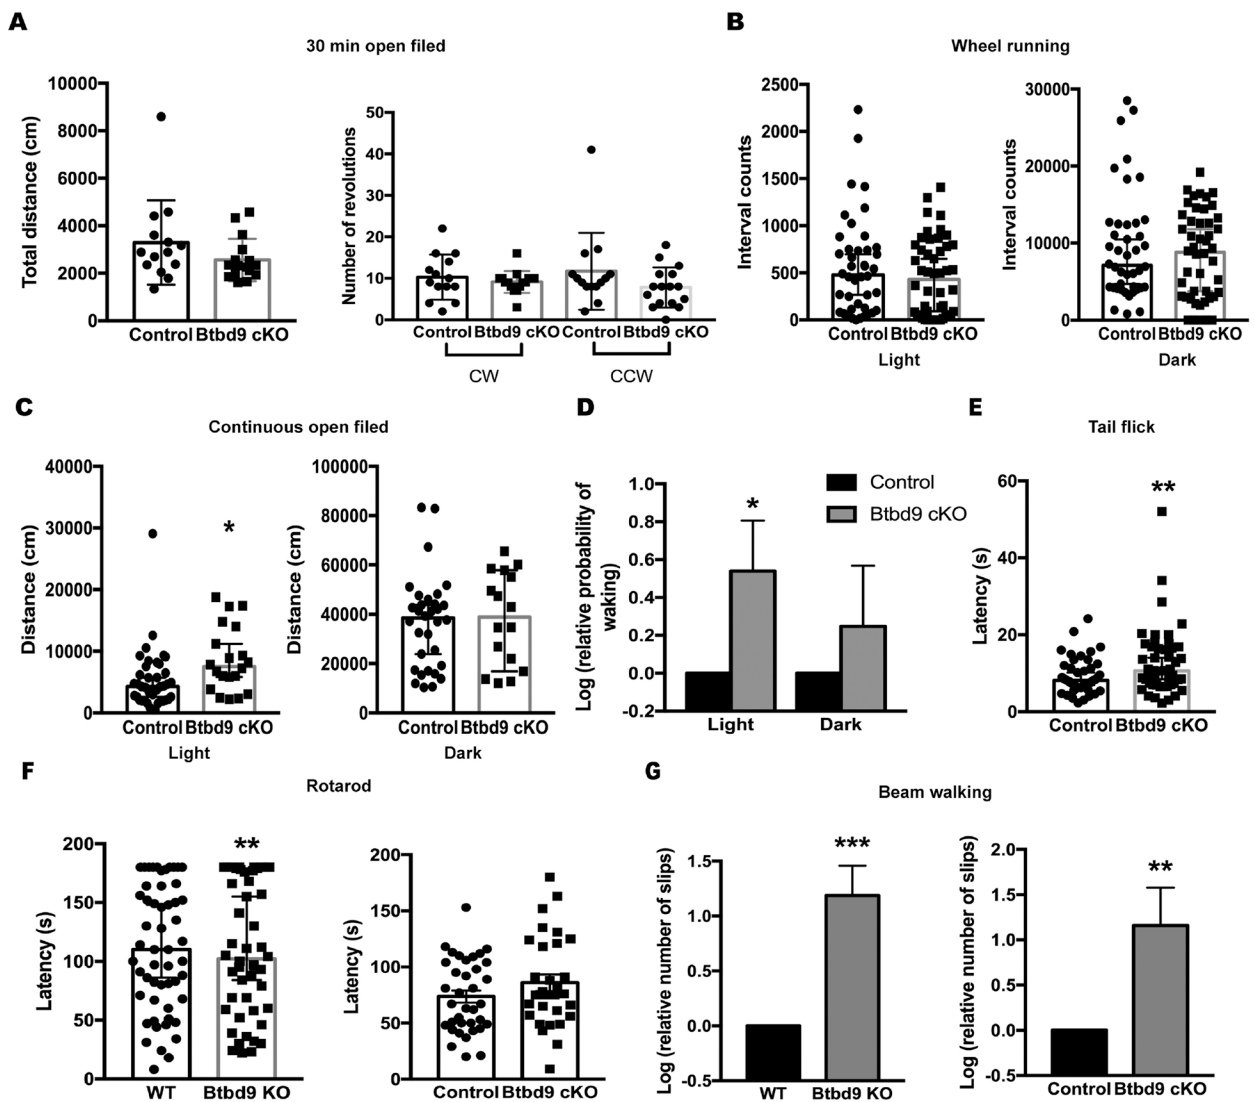 A
30 min open filed
Total distance (cm)
10000
8000
6000
4000
2000
0
Control Btbd9 cKO
Number of revolutions
50
40
30
20
10
0
Control Btbd9 cKO Control Btbd9 cKO
CW CCW
B
Wheel running
Interval counts
2500
2000
1500
1000
500
0
Control Btbd9 cKO
Light
Interval counts
30000
20000
10000
0
Control Btbd9 cKO
Dark
C
Continuous open filed
Distance (cm)
40000
30000
20000
10000
0
*
Control Btbd9 cKO
Light
Distance (cm)
100000
80000
60000
40000
20000
0
Control Btbd9 cKO
Dark
D
Log (relative probability of
waking)
1.0
0.8
0.6
0.4
0.2
0.0
-0.2
*
Control
Btbd9 cKO
Light Dark
E
Tail flick
Latency (s)
60
40
20
0
**
Control Btbd9 cKO
F
Rotarod
Latency (s)
200
150
100
50
0
**
WT Btbd9 KO
Latency (s)
200
150
100
50
0
Control Btbd9 cKO
G
Beam walking
Log (relative number of slips)
1.5
1.0
0.5
0.0
-0.5
***
WT Btbd9 KO
Log (relative number of slips)
2.0
1.5
1.0
0.5
0.0
-0.5
**
Control Btbd9 cKO